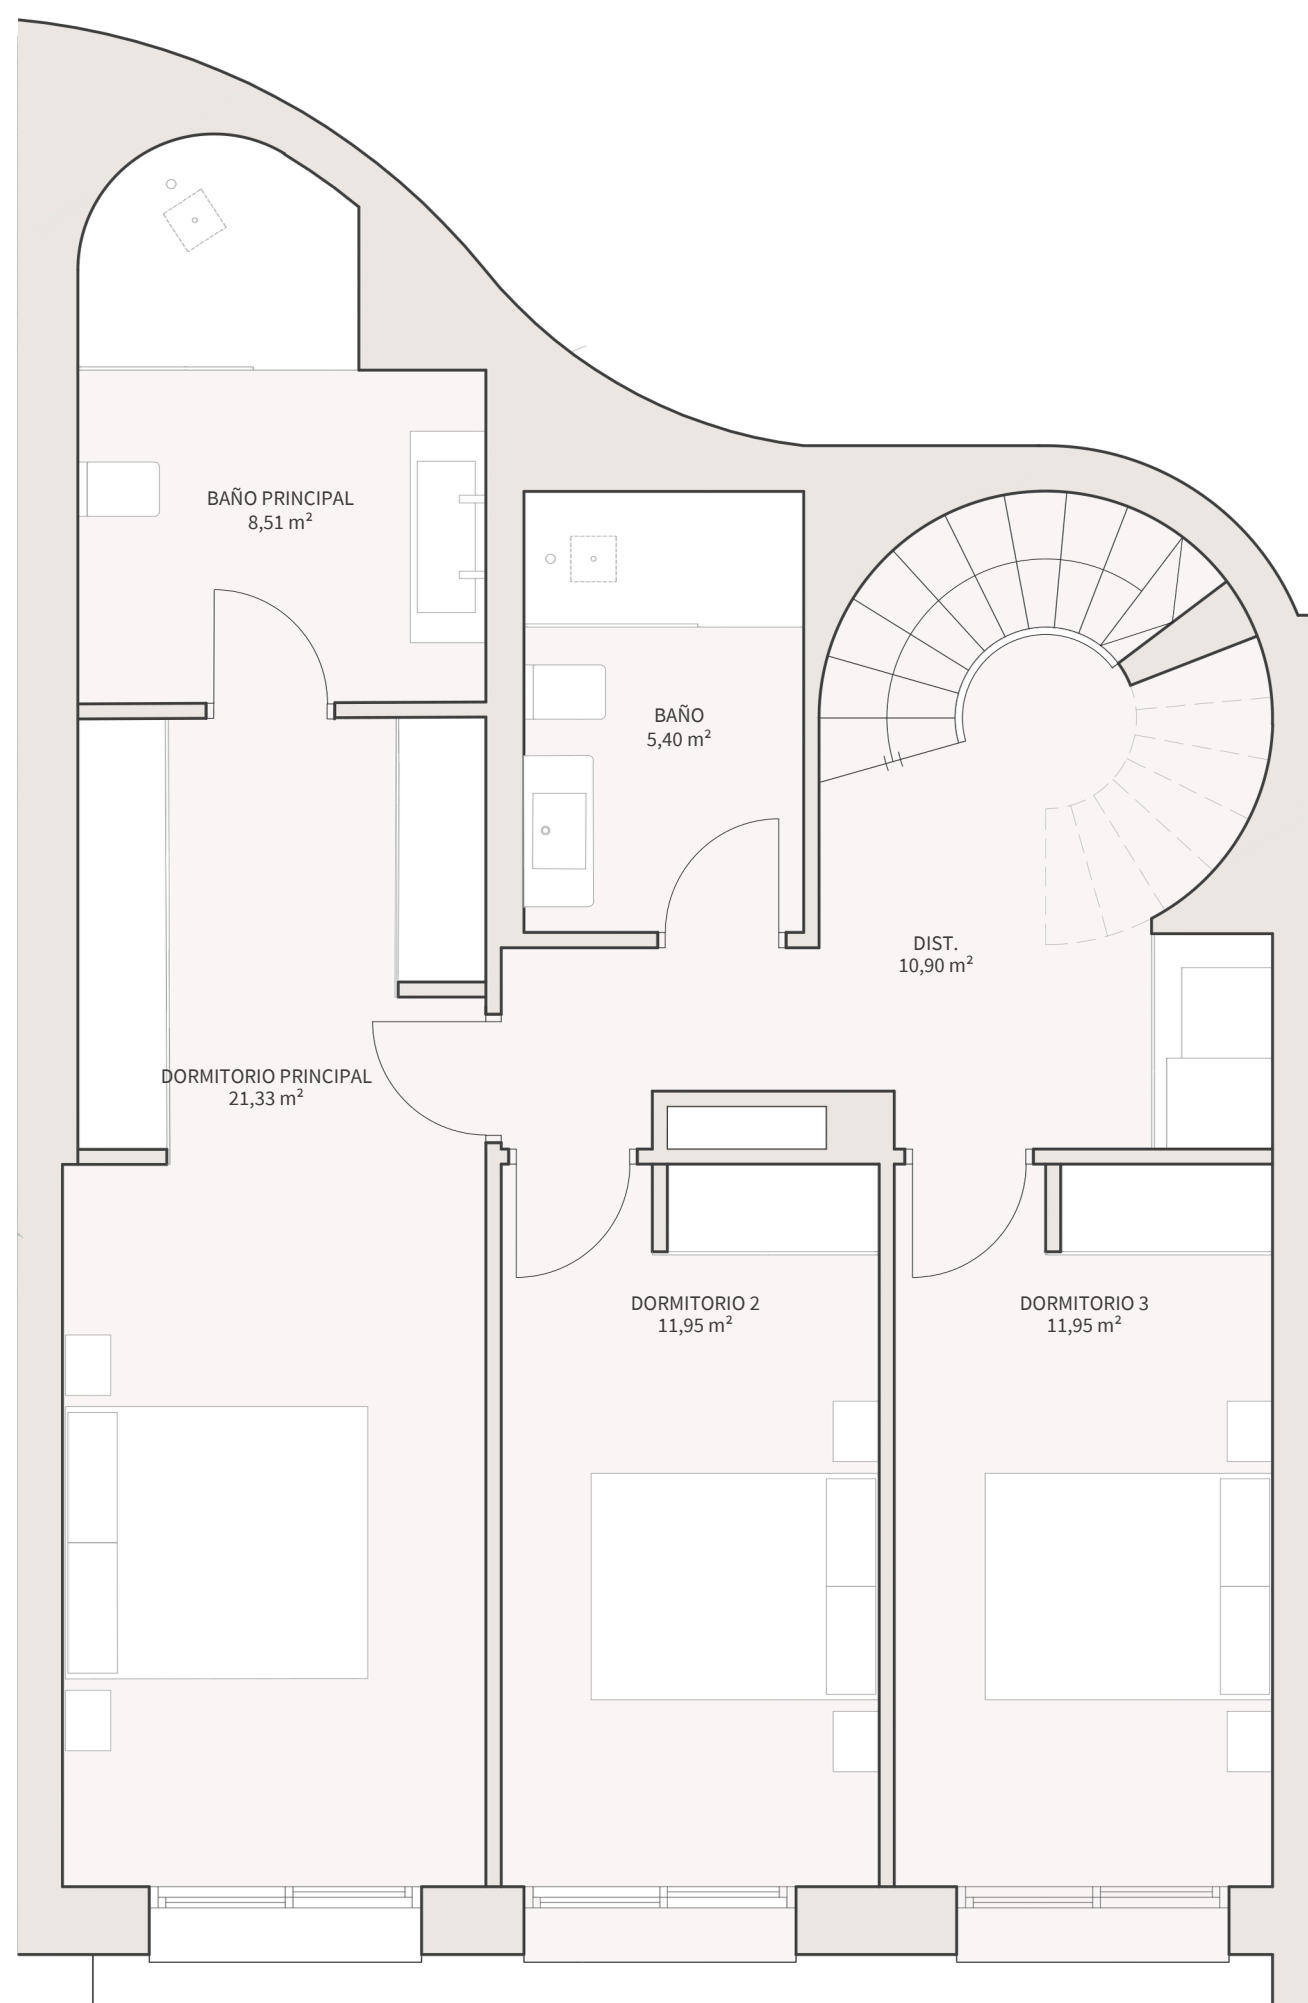 BAÑO PRINCIPAL
8,51 m²
BAÑO
5,40 m²
DIST.
10,90 m²
DORMITORIO PRINCIPAL
21,33 m²
DORMITORIO 2
11,95 m²
DORMITORIO 3
11,95 m²